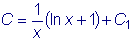 C = 1/x (ln x + 1) + C₁